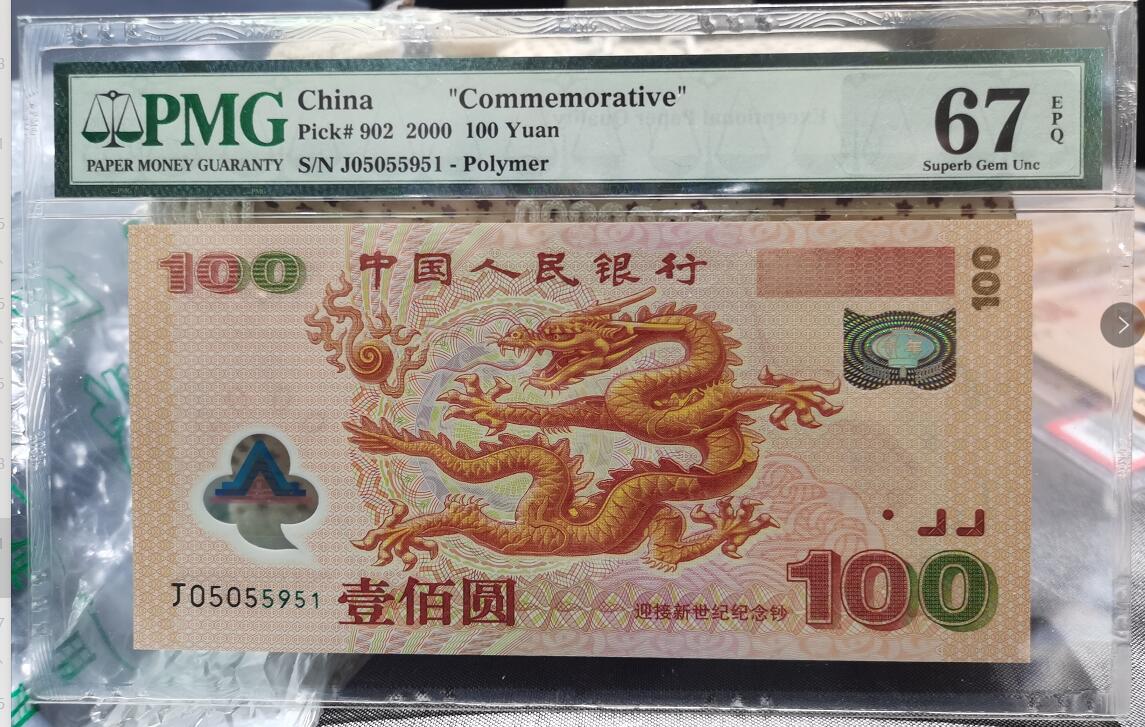 PMG
PAPER MONEY GUARANTY
China "Commemorative"
Pick# 902 2000 100 Yuan
S/N J05055951 - Polymer
67
EPQ
Superb Gem Unc
100
中国人民银行
100
J05055951
壹佰圆
迎接新世纪纪念钞
100